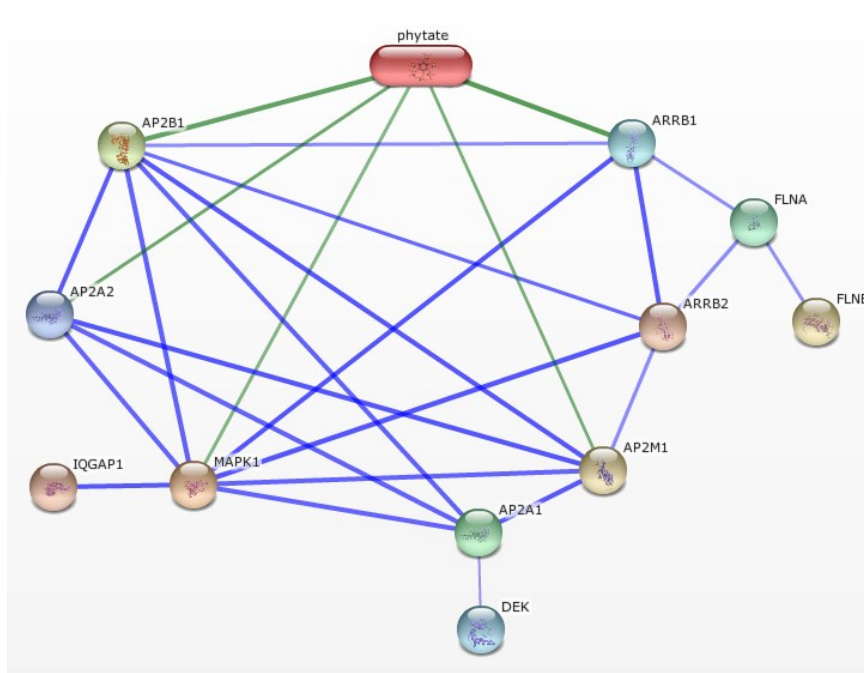 phytate
AP2B1
ARRB1
FLNA
AP2A2
ARRB2
IQGAP1
MAPK1
AP2M1
AP2A1
DEK